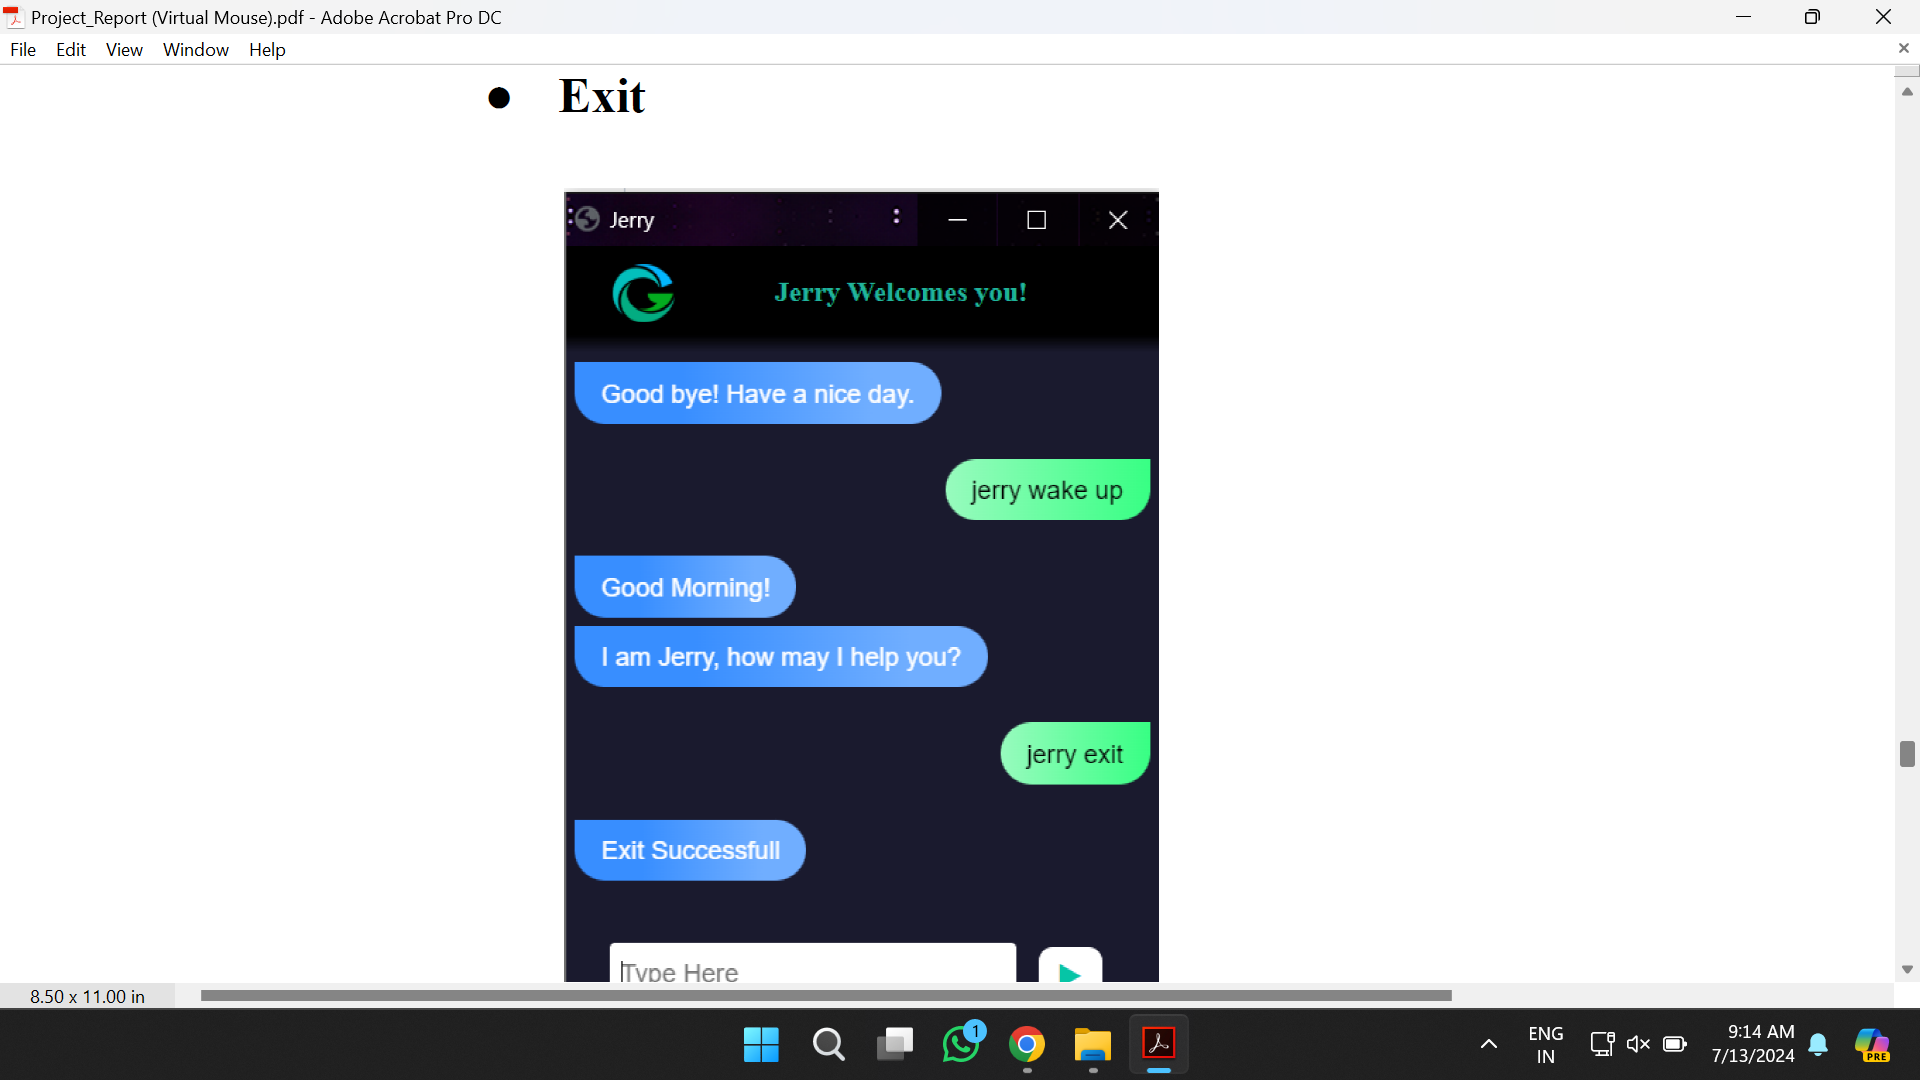 Project_Report (Virtual Mouse).pdf - Adobe Acrobat Pro DC
File Edit View Window Help
● Exit
Jerry
Jerry Welcomes you!
Good bye! Have a nice day.
jerry wake up
Good Morning!
I am Jerry, how may I help you?
jerry exit
Exit Successfull
Type Here
8.50 x 11.00 in
1
ENG
IN
9:14 AM
7/13/2024
PRE